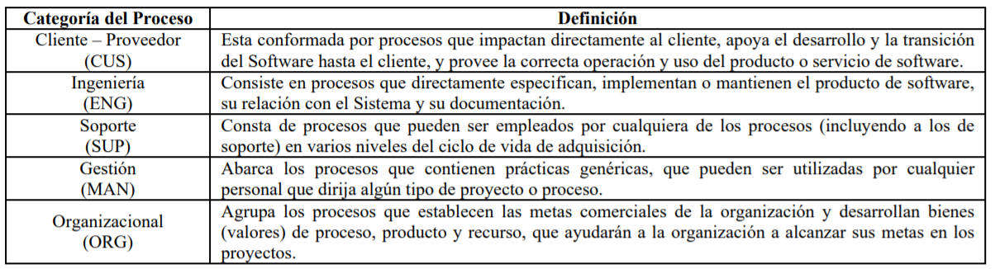 Categoría del Proceso Definición
Cliente – Proveedor
(CUS)
Esta conformada por procesos que impactan directamente al cliente, apoya el desarrollo y la transición
del Software hasta el cliente, y provee la correcta operación y uso del producto o servicio de software.
Ingeniería
(ENG)
Consiste en procesos que directamente especifican, implementan o mantienen el producto de software,
su relación con el Sistema y su documentación.
Soporte
(SUP)
Consta de procesos que pueden ser empleados por cualquiera de los procesos (incluyendo a los de
soporte) en varios niveles del ciclo de vida de adquisición.
Gestión
(MAN)
Abarca los procesos que contienen prácticas genéricas, que pueden ser utilizadas por cualquier
personal que dirija algún tipo de proyecto o proceso.
Organizacional
(ORG)
Agrupa los procesos que establecen las metas comerciales de la organización y desarrollan bienes
(valores) de proceso, producto y recurso, que ayudarán a la organización a alcanzar sus metas en los
proyectos.